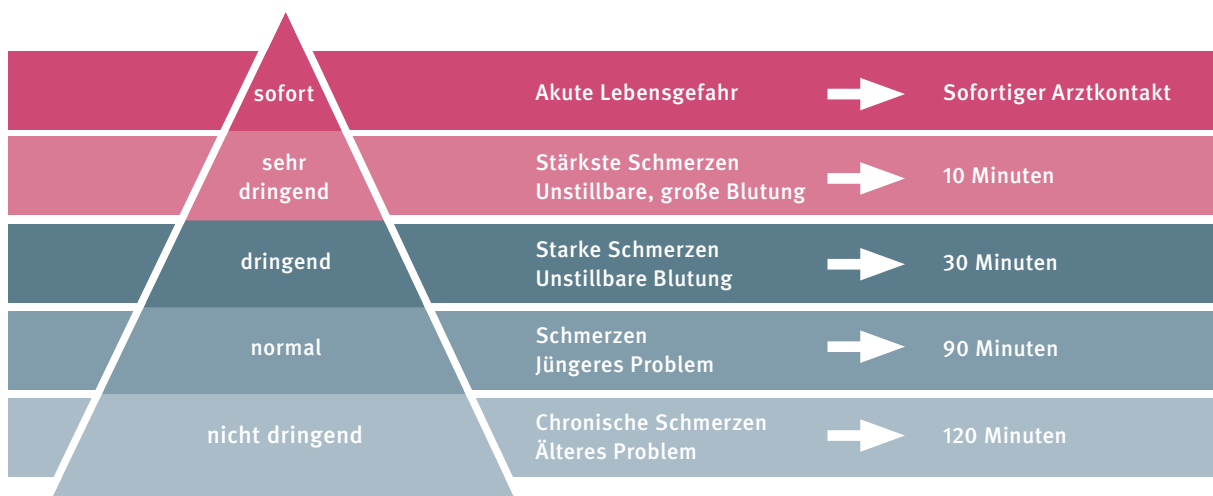 sofort
Akute Lebensgefahr
Sofortiger Arztkontakt
sehr
dringend
Stärkste Schmerzen
Unstillbare, große Blutung
10 Minuten
dringend
Starke Schmerzen
Unstillbare Blutung
30 Minuten
normal
Schmerzen
Jüngeres Problem
90 Minuten
nicht dringend
Chronische Schmerzen
Älteres Problem
120 Minuten